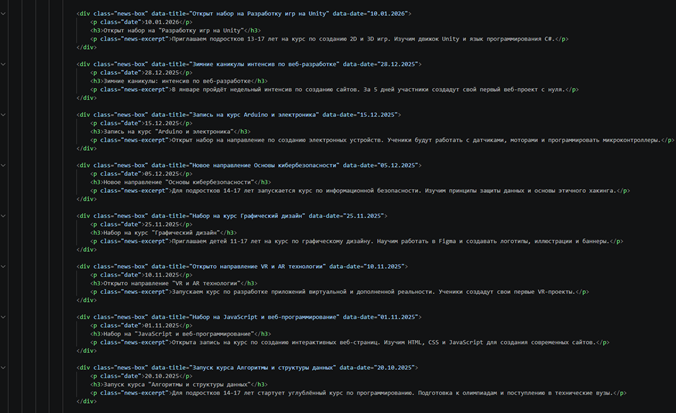 <div class="news-box" data-title="Открыт набор на Разработку игр на Unity" data-date="10.01.2026">
<p class="date">10.01.2026</p>
<h3>Открыт набор на "Разработку игр на Unity"</h3>
<p class="news-excerpt">Приглашаем подростков 13-17 лет на курс по созданию 2D и 3D игр. Изучим движок Unity и язык программирования C#.</p>
</div>
<div class="news-box" data-title="Зимние каникулы интенсив по веб-разработке" data-date="28.12.2025">
<p class="date">28.12.2025</p>
<h3>Зимние каникулы: интенсив по веб-разработке</h3>
<p class="news-excerpt">В январе пройдёт недельный интенсив по созданию сайтов. За 5 дней участники создадут свой первый веб-проект с нуля.</p>
</div>
<div class="news-box" data-title="Запись на курс Arduino и электроника" data-date="15.12.2025">
<p class="date">15.12.2025</p>
<h3>Запись на курс "Arduino и электроника"</h3>
<p class="news-excerpt">Открыт набор на направление по созданию электронных устройств. Ученики будут работать с датчиками, моторами и программировать микроконтроллеры.</p>
</div>
<div class="news-box" data-title="Новое направление Основы кибербезопасности" data-date="05.12.2025">
<p class="date">05.12.2025</p>
<h3>Новое направление "Основы кибербезопасности"</h3>
<p class="news-excerpt">Для подростков 14-17 лет запускается курс по информационной безопасности. Изучим принципы защиты данных и основы этичного хакинга.</p>
</div>
<div class="news-box" data-title="Набор на курс Графический дизайн" data-date="25.11.2025">
<p class="date">25.11.2025</p>
<h3>Набор на курс "Графический дизайн"</h3>
<p class="news-excerpt">Приглашаем детей 11-17 лет на курс по графическому дизайну. Научим работать в Figma и создавать логотипы, иллюстрации и баннеры.</p>
</div>
<div class="news-box" data-title="Открыто направление VR и AR технологии" data-date="10.11.2025">
<p class="date">10.11.2025</p>
<h3>Открыто направление "VR и AR технологии"</h3>
<p class="news-excerpt">Запускаем курс по разработке приложений виртуальной и дополненной реальности. Ученики создадут свои первые VR-проекты.</p>
</div>
<div class="news-box" data-title="Набор на JavaScript и веб-программирование" data-date="01.11.2025">
<p class="date">01.11.2025</p>
<h3>Набор на "JavaScript и веб-программирование"</h3>
<p class="news-excerpt">Открыта запись на курс по созданию интерактивных веб-страниц. Изучим HTML, CSS и JavaScript для создания современных сайтов.</p>
</div>
<div class="news-box" data-title="Запуск курса Алгоритмы и структуры данных" data-date="20.10.2025">
<p class="date">20.10.2025</p>
<h3>Запуск курса "Алгоритмы и структуры данных"</h3>
<p class="news-excerpt">Для подростков 14-17 лет стартует углублённый курс по программированию. Подготовка к олимпиадам и поступлению в технические вузы.</p>
</div>